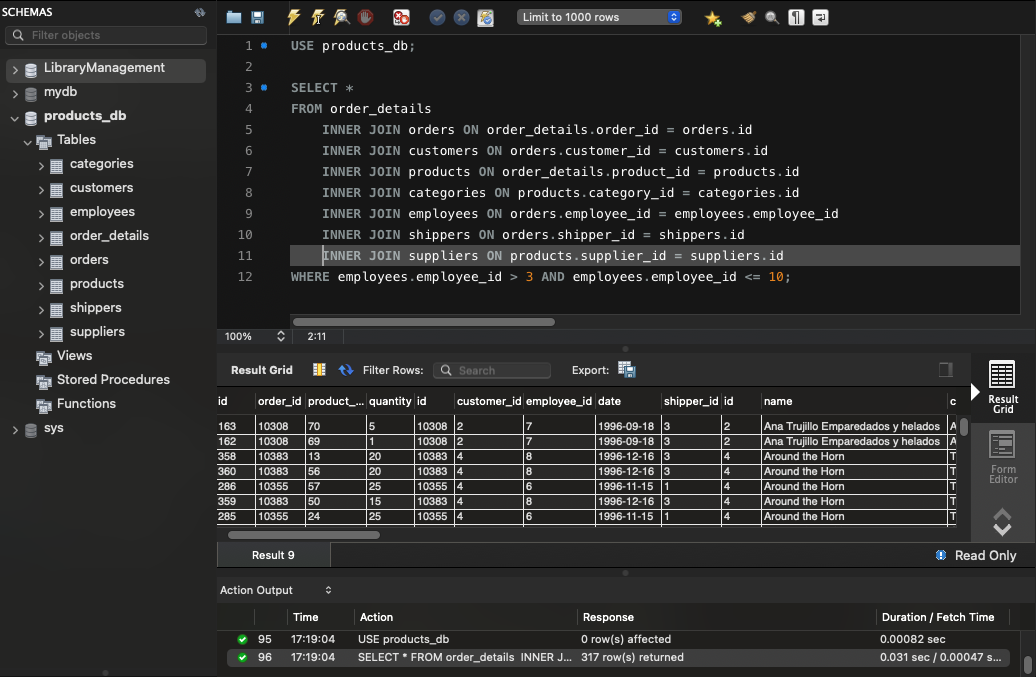 SCHEMAS
Filter objects
LibraryManagement
mydb
products_db
Tables
categories
customers
employees
order_details
orders
products
shippers
suppliers
Views
Stored Procedures
Functions
sys
Limit to 1000 rows
1 USE products_db;
2
3 SELECT *
4 FROM order_details
5 INNER JOIN orders ON order_details.order_id = orders.id
6 INNER JOIN customers ON orders.customer_id = customers.id
7 INNER JOIN products ON order_details.product_id = products.id
8 INNER JOIN categories ON products.category_id = categories.id
9 INNER JOIN employees ON orders.employee_id = employees.employee_id
10 INNER JOIN shippers ON orders.shipper_id = shippers.id
11 INNER JOIN suppliers ON products.supplier_id = suppliers.id
12 WHERE employees.employee_id > 3 AND employees.employee_id <= 10;
100% 2:11
Result Grid Filter Rows: Search Export:
id order_id product_... quantity id customer_id employee_id date shipper_id id name c
163 10308 70 5 10308 2 7 1996-09-18 3 2 Ana Trujillo Emparedados y helados A
162 10308 69 1 10308 2 7 1996-09-18 3 2 Ana Trujillo Emparedados y helados A
358 10383 13 20 10383 4 8 1996-12-16 3 4 Around the Horn T
360 10383 56 20 10383 4 8 1996-12-16 3 4 Around the Horn T
286 10355 57 25 10355 4 6 1996-11-15 1 4 Around the Horn T
359 10383 50 15 10383 4 8 1996-12-16 3 4 Around the Horn T
285 10355 24 25 10355 4 6 1996-11-15 1 4 Around the Horn T
Result
Grid
Form
Editor
Result 9 Read Only
Action Output
Time Action Response Duration / Fetch Time
95 17:19:04 USE products_db 0 row(s) affected 0.00082 sec
96 17:19:04 SELECT * FROM order_details INNER J... 317 row(s) returned 0.031 sec / 0.00047 s...